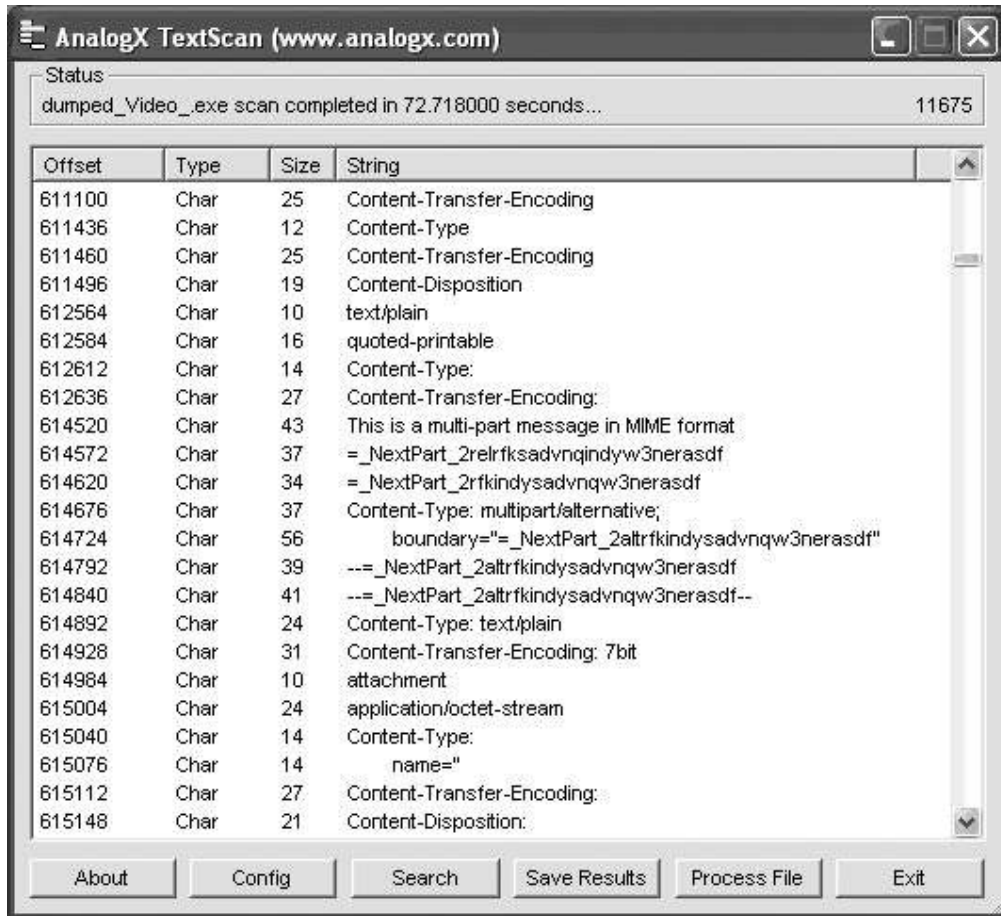 AnalogX TextScan (www.analogx.com)
Status
dumped_Video_.exe scan completed in 72.718000 seconds... 11675
Offset Type Size String
611100 Char 25 Content-Transfer-Encoding
611436 Char 12 Content-Type
611460 Char 25 Content-Transfer-Encoding
611496 Char 19 Content-Disposition
612564 Char 10 text/plain
612584 Char 16 quoted-printable
612612 Char 14 Content-Type:
612636 Char 27 Content-Transfer-Encoding:
614520 Char 43 This is a multi-part message in MIME format
614572 Char 37 =_NextPart_2relrfksadvnqindyw3nerasdf
614620 Char 34 =_NextPart_2rfkindysadvnqw3nerasdf
614676 Char 37 Content-Type: multipart/alternative;
614724 Char 56 boundary="=_NextPart_2altrfkindysadvnqw3nerasdf"
614792 Char 39 --=_NextPart_2altrfkindysadvnqw3nerasdf
614840 Char 41 --=_NextPart_2altrfkindysadvnqw3nerasdf--
614892 Char 24 Content-Type: text/plain
614928 Char 31 Content-Transfer-Encoding: 7bit
614984 Char 10 attachment
615004 Char 24 application/octet-stream
615040 Char 14 Content-Type:
615076 Char 14 name="
615112 Char 27 Content-Transfer-Encoding:
615148 Char 21 Content-Disposition:
About Config Search Save Results Process File Exit